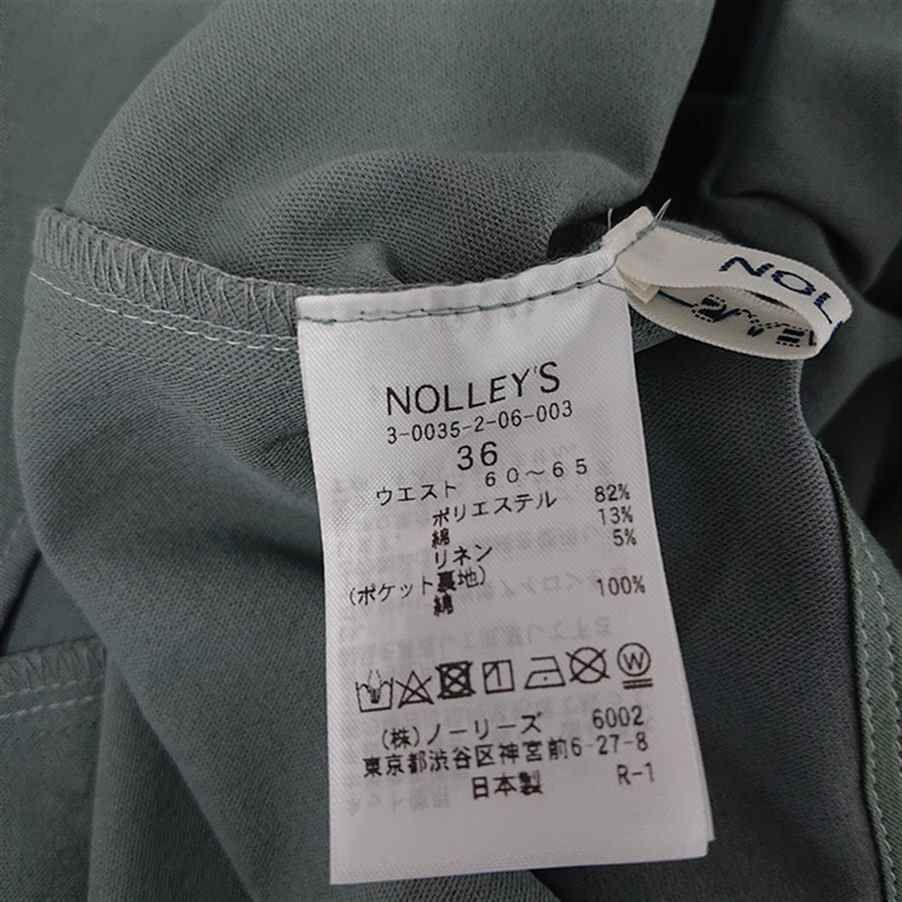 NOLLEY'S
3-0035-2-06-003
36
ウエスト 60～65
ポリエステル 82%
綿 13%
リネン 5%
(ポケット裏地)
綿 100%
W
(株)ノーリーズ 6002
東京都渋谷区神宮前6-27-8
日本製 R-1
NOL